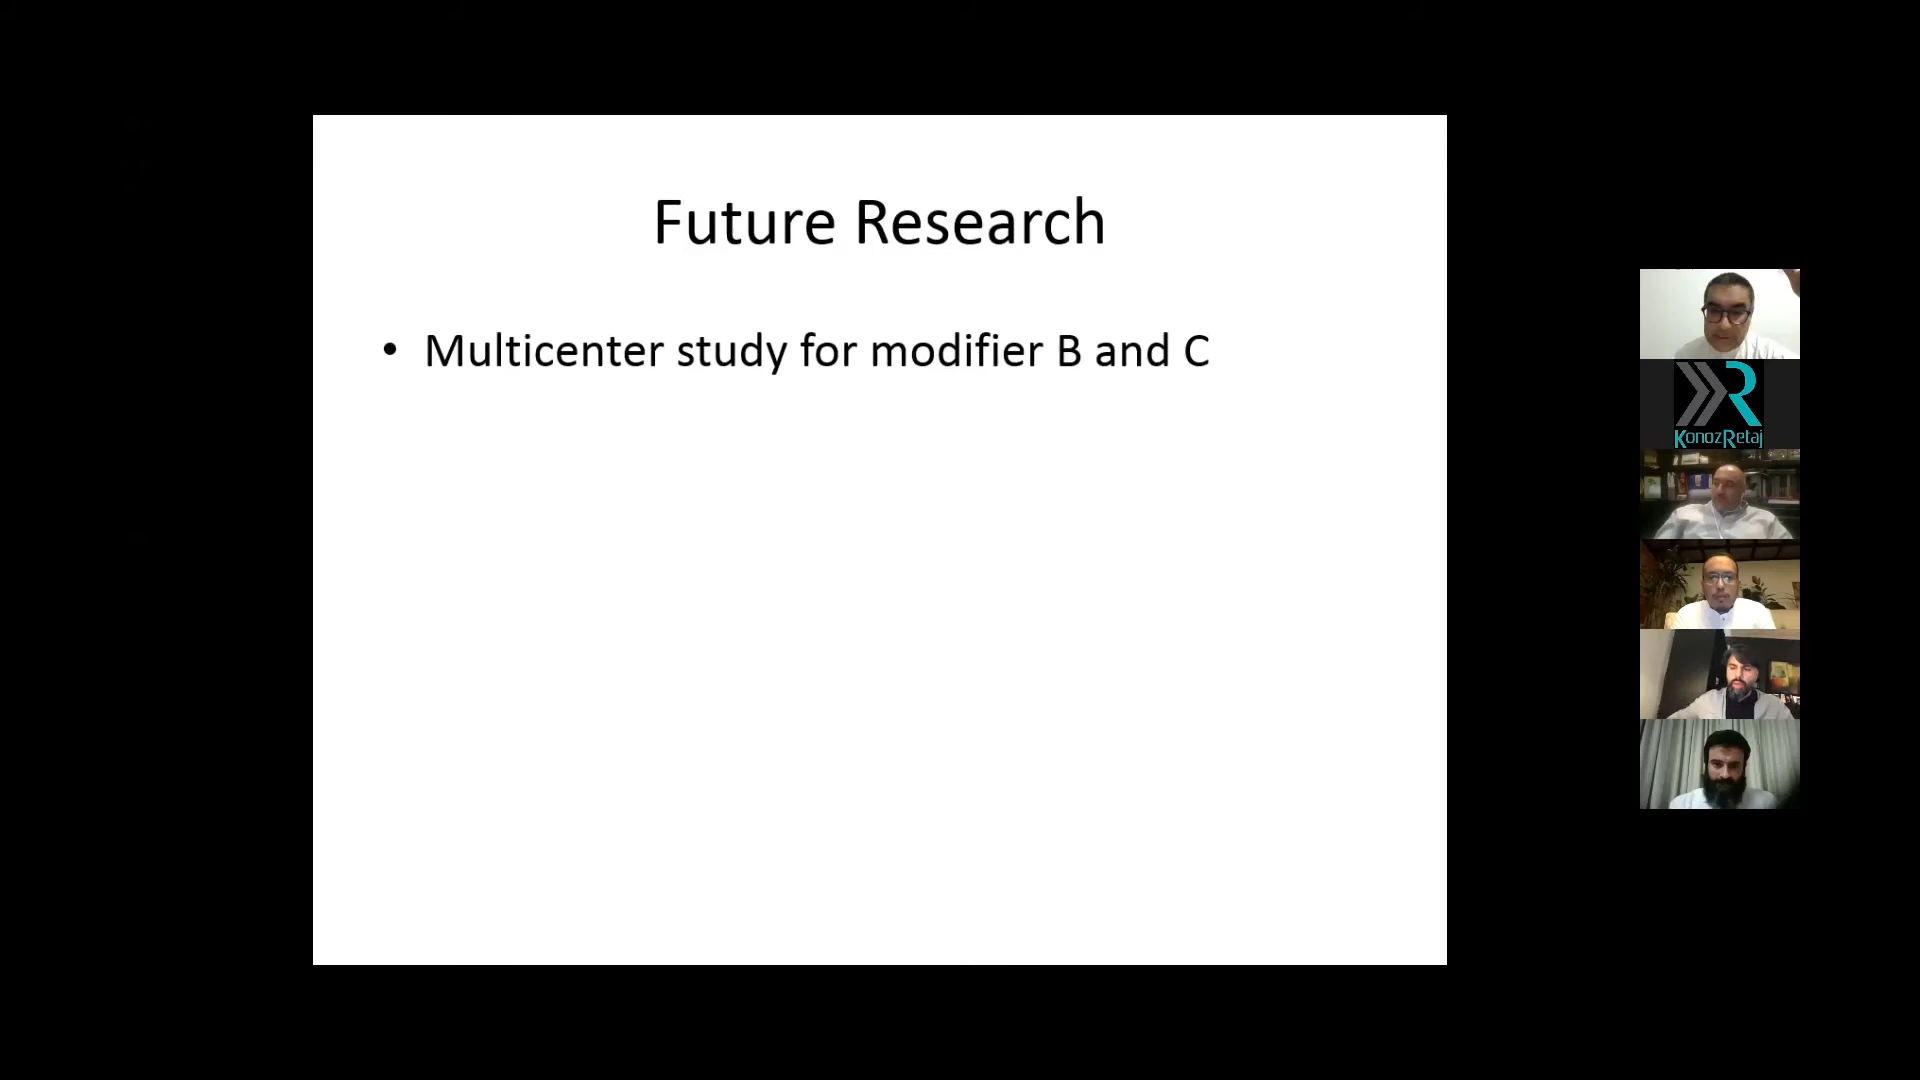 Future Research
• Multicenter study for modifier B and C
KonozRetaj